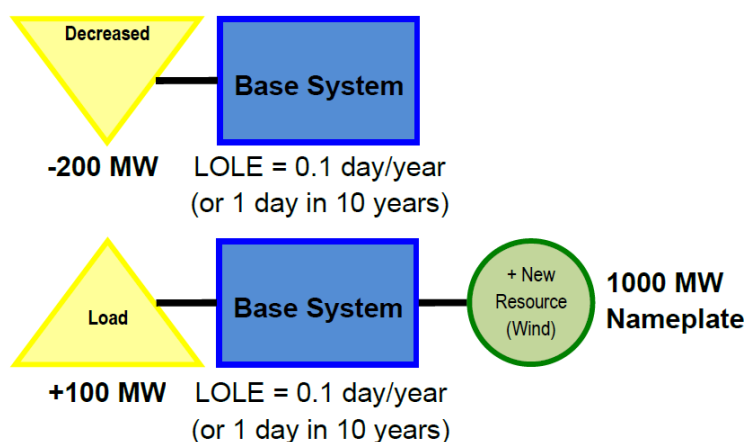 Decreased
Base System
-200 MW
LOLE = 0.1 day/year
(or 1 day in 10 years)
Load
Base System
+ New
Resource
(Wind)
1000 MW
Nameplate
+100 MW
LOLE = 0.1 day/year
(or 1 day in 10 years)